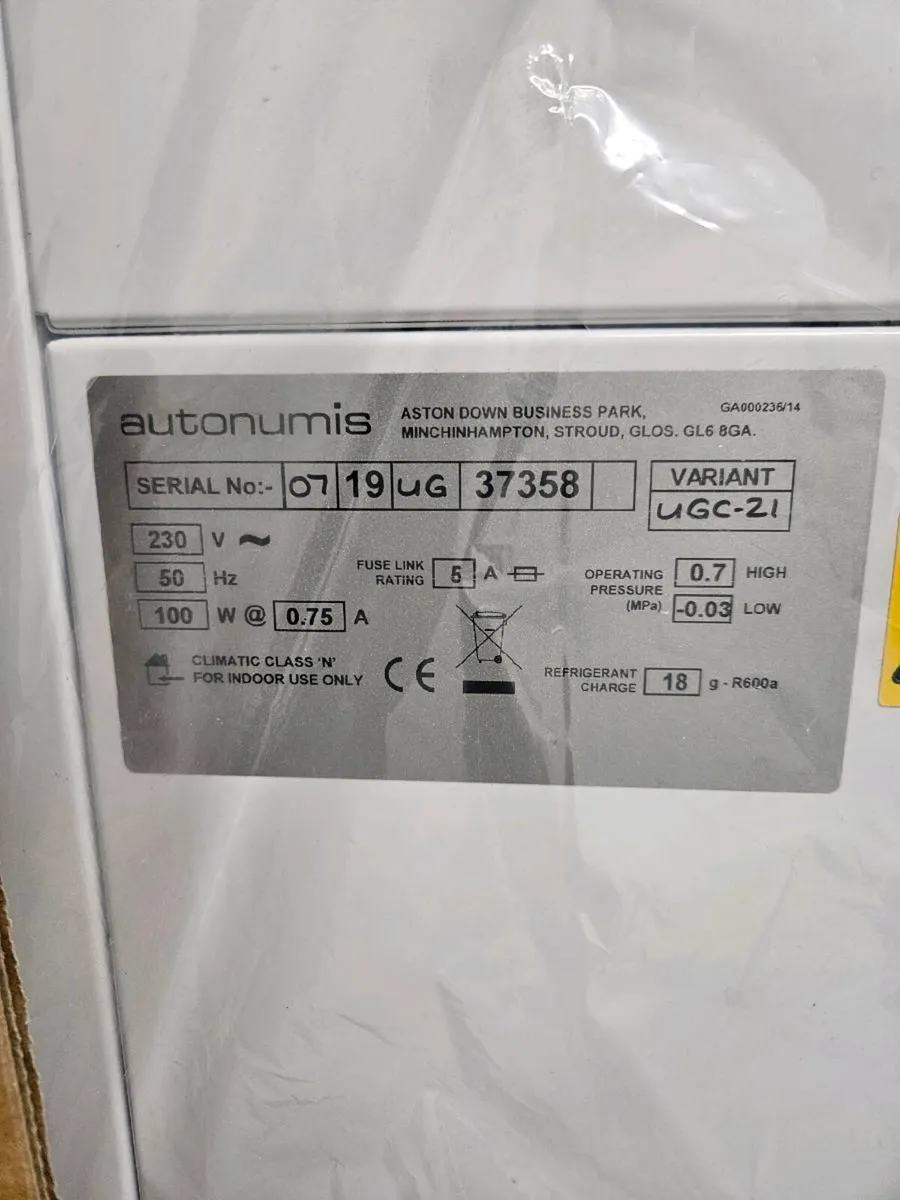 autonumis
ASTON DOWN BUSINESS PARK,
MINCHINHAMPTON, STROUD, GLOS. GL6 8GA.
GA000236/14
SERIAL No:- 07 19 UG 37358
VARIANT
UGC-21
230 V ~
50 Hz
100 W @ 0.75 A
FUSE LINK
RATING 5 A
OPERATING
PRESSURE
(MPa)
0.7 HIGH
-0.03 LOW
CLIMATIC CLASS 'N'
FOR INDOOR USE ONLY
CE
REFRIGERANT
CHARGE 18 g - R600a